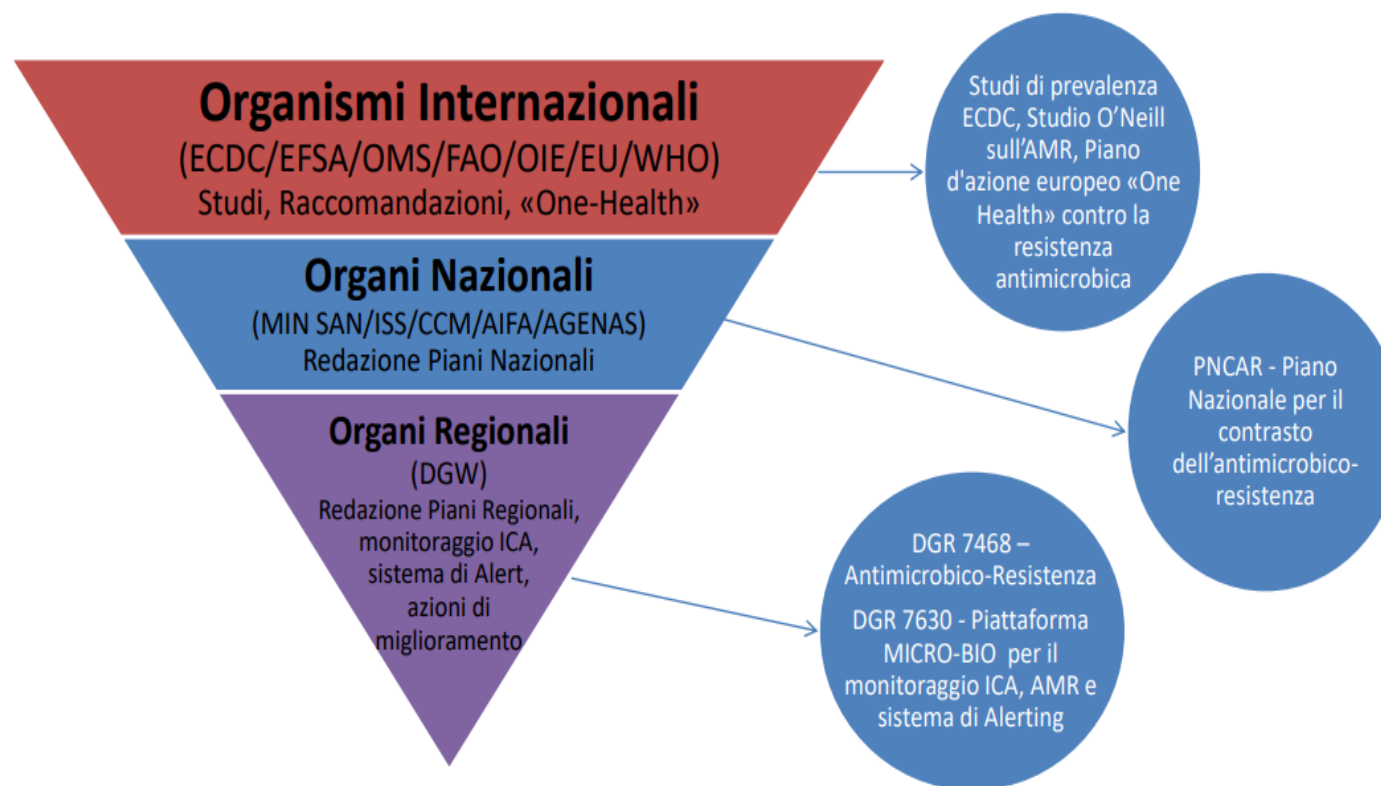 Organismi Internazionali
(ECDC/EFSA/OMS/FAO/OIE/EU/WHO)
Studi, Raccomandazioni, «One-Health»
Organi Nazionali
(MIN SAN/ISS/CCM/AIFA/AGENAS)
Redazione Piani Nazionali
Organi Regionali
(DGW)
Redazione Piani Regionali,
monitoraggio ICA,
sistema di Alert,
azioni di
miglioramento
Studi di prevalenza
ECDC, Studio O’Neill
sull’AMR, Piano
d'azione europeo «One
Health» contro la
resistenza
antimicrobica
PNCAR - Piano
Nazionale per il
contrasto
dell’antimicrobico-
resistenza
DGR 7468 –
Antimicrobico-Resistenza
DGR 7630 - Piattaforma
MICRO-BIO per il
monitoraggio ICA, AMR e
sistema di Alerting